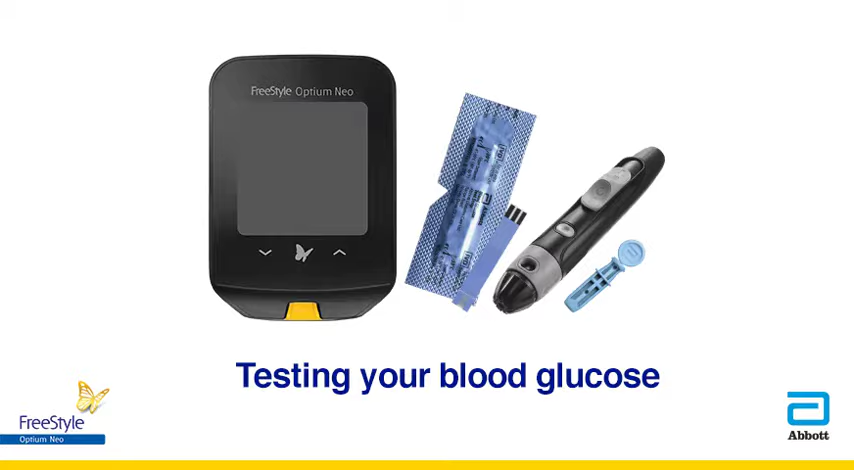 FreeStyle Optium Neo
Testing your blood glucose
FreeStyle
Optium Neo
Abbott